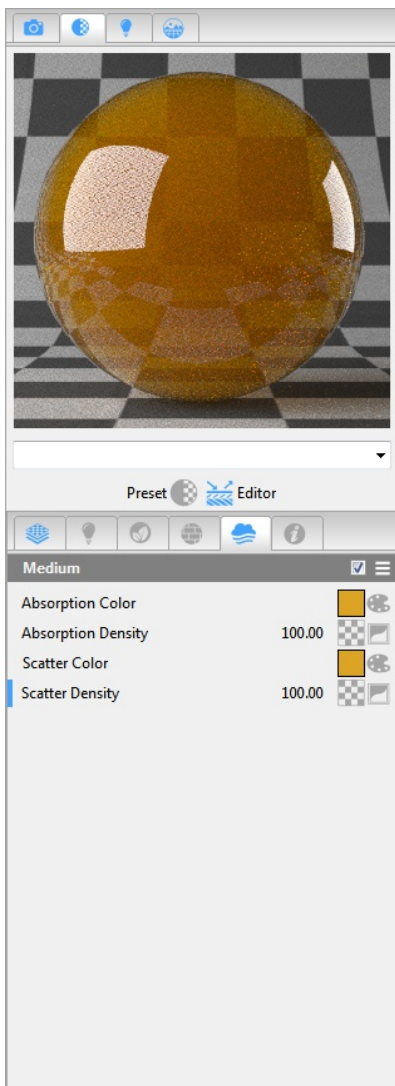 Preset Editor
Medium
Absorption Color
Absorption Density 100.00
Scatter Color
Scatter Density 100.00